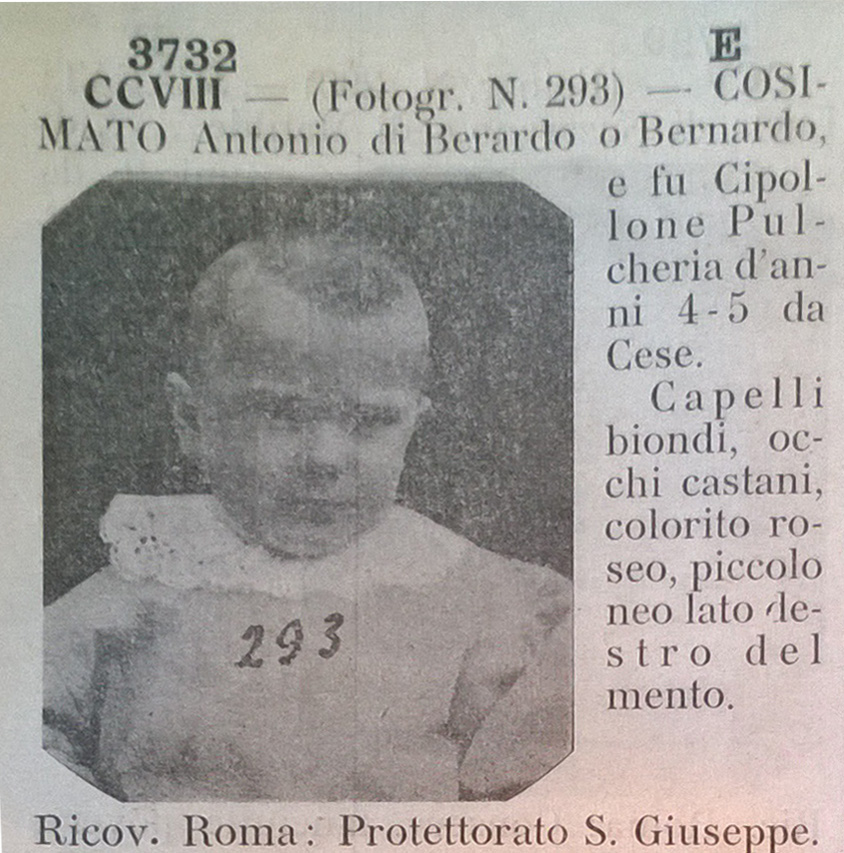 3732 E
CCVIII — (Fotogr. N. 293) — COSI-
MATO Antonio di Berardo o Bernardo,
e fu Cipol-
lone Pul-
cheria d'an-
ni 4-5 da
Cese.
Capelli
biondi, oc-
chi castani,
colorito ro-
seo, piccolo
neo lato de-
stro del
mento.
293
Ricov. Roma: Protettorato S. Giuseppe.